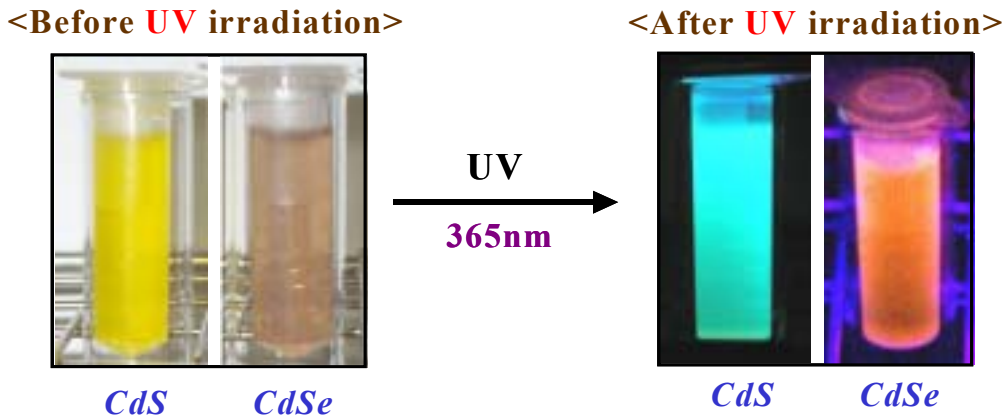 <Before UV irradiation>
<After UV irradiation>
UV
365nm
CdS
CdSe
CdS
CdSe